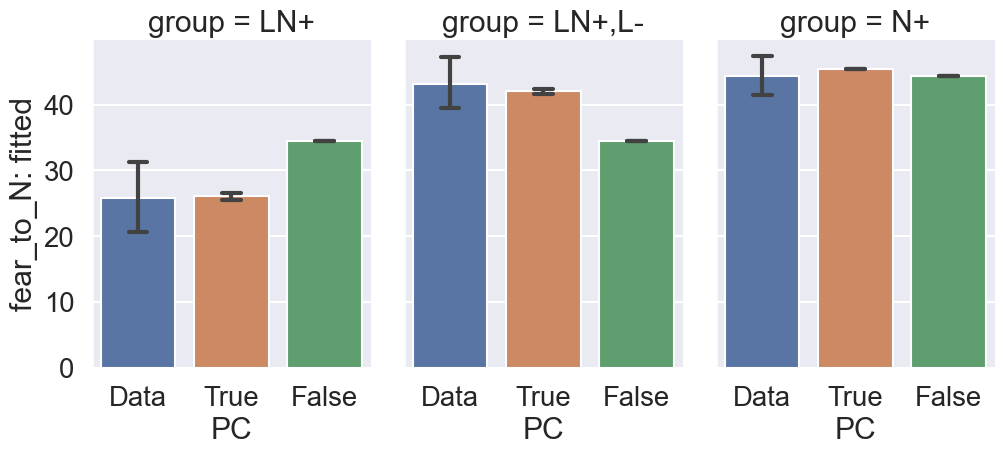 group = LN+
group = LN+,L-
group = N+
fear_to_N: fitted
40
30
20
10
0
Data True False
Data True False
Data True False
PC
PC
PC